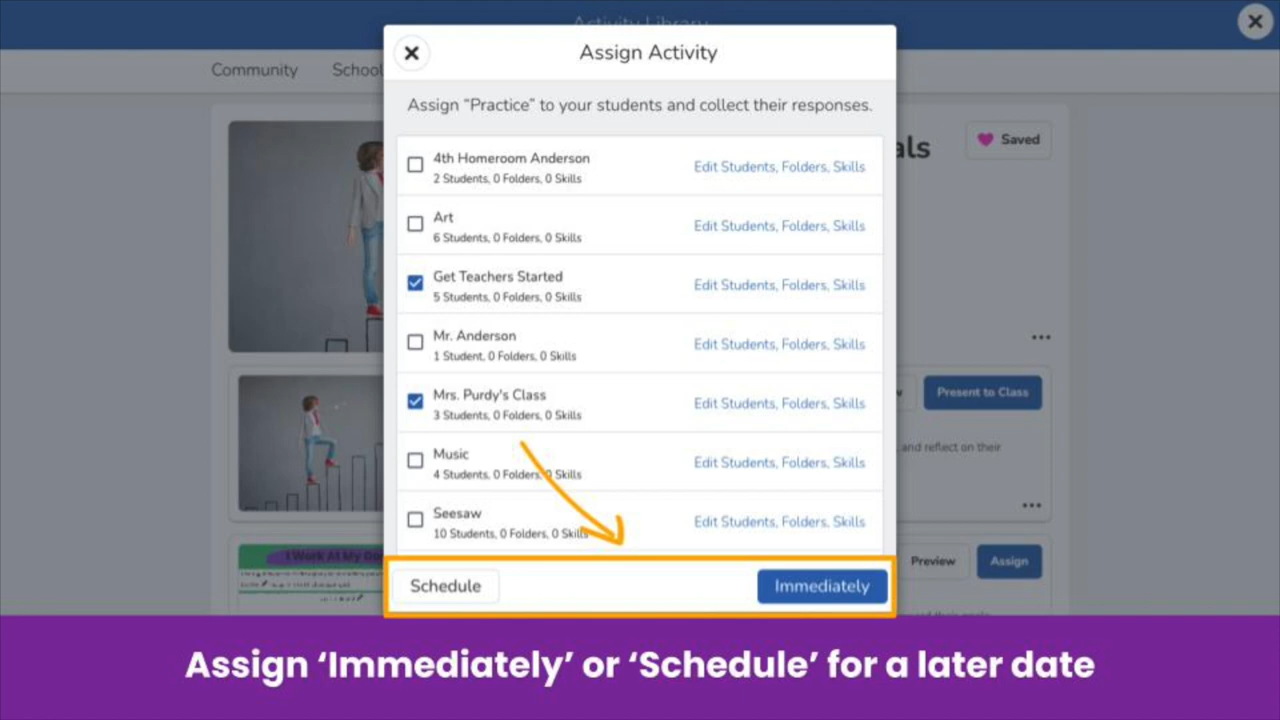 Activity Library
Assign Activity
Community School
Assign “Practice” to your students and collect their responses.
als
Saved
4th Homeroom Anderson
2 Students, 0 Folders, 0 Skills
Edit Students, Folders, Skills
Art
6 Students, 0 Folders, 0 Skills
Edit Students, Folders, Skills
Get Teachers Started
5 Students, 0 Folders, 0 Skills
Edit Students, Folders, Skills
Mr. Anderson
1 Student, 0 Folders, 0 Skills
Edit Students, Folders, Skills
Mrs. Purdy's Class
3 Students, 0 Folders, 0 Skills
Edit Students, Folders, Skills
Present to Class
and reflect on their
Music
4 Students, 0 Folders, 0 Skills
Edit Students, Folders, Skills
Seesaw
10 Students, 0 Folders, 0 Skills
Edit Students, Folders, Skills
I Work At My
Preview
Assign
Schedule
Immediately
Assign ‘Immediately’ or ‘Schedule’ for a later date